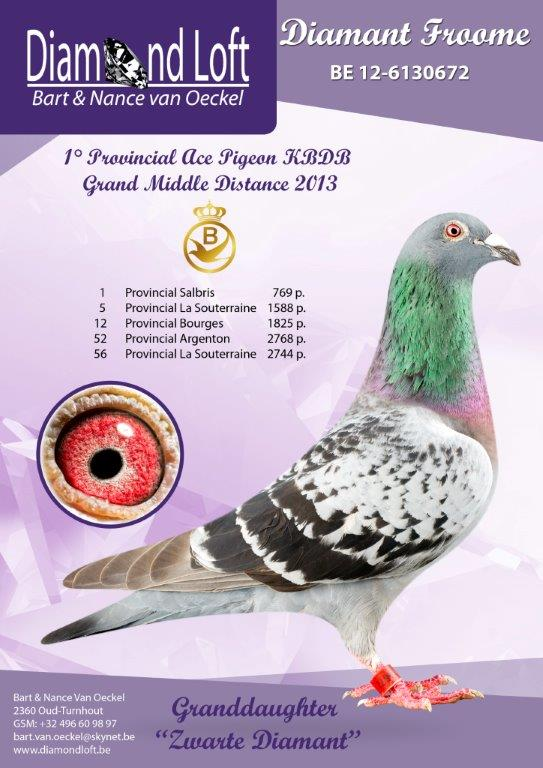 Diamond Loft
Bart & Nance van Oeckel
Diamant Froome
BE 12-6130672
1° Provincial Ace Pigeon KBDB
Grand Middle Distance 2013
B
1 Provincial Salbris 769 p.
5 Provincial La Souterraine 1588 p.
12 Provincial Bourges 1825 p.
52 Provincial Argenton 2768 p.
56 Provincial La Souterraine 2744 p.
Bart & Nance Van Oeckel
2360 Oud-Turnhout
GSM: +32 496 60 98 97
bart.van.oeckel@skynet.be
www.diamondloft.be
Granddaughter
“Zwarte Diamant”